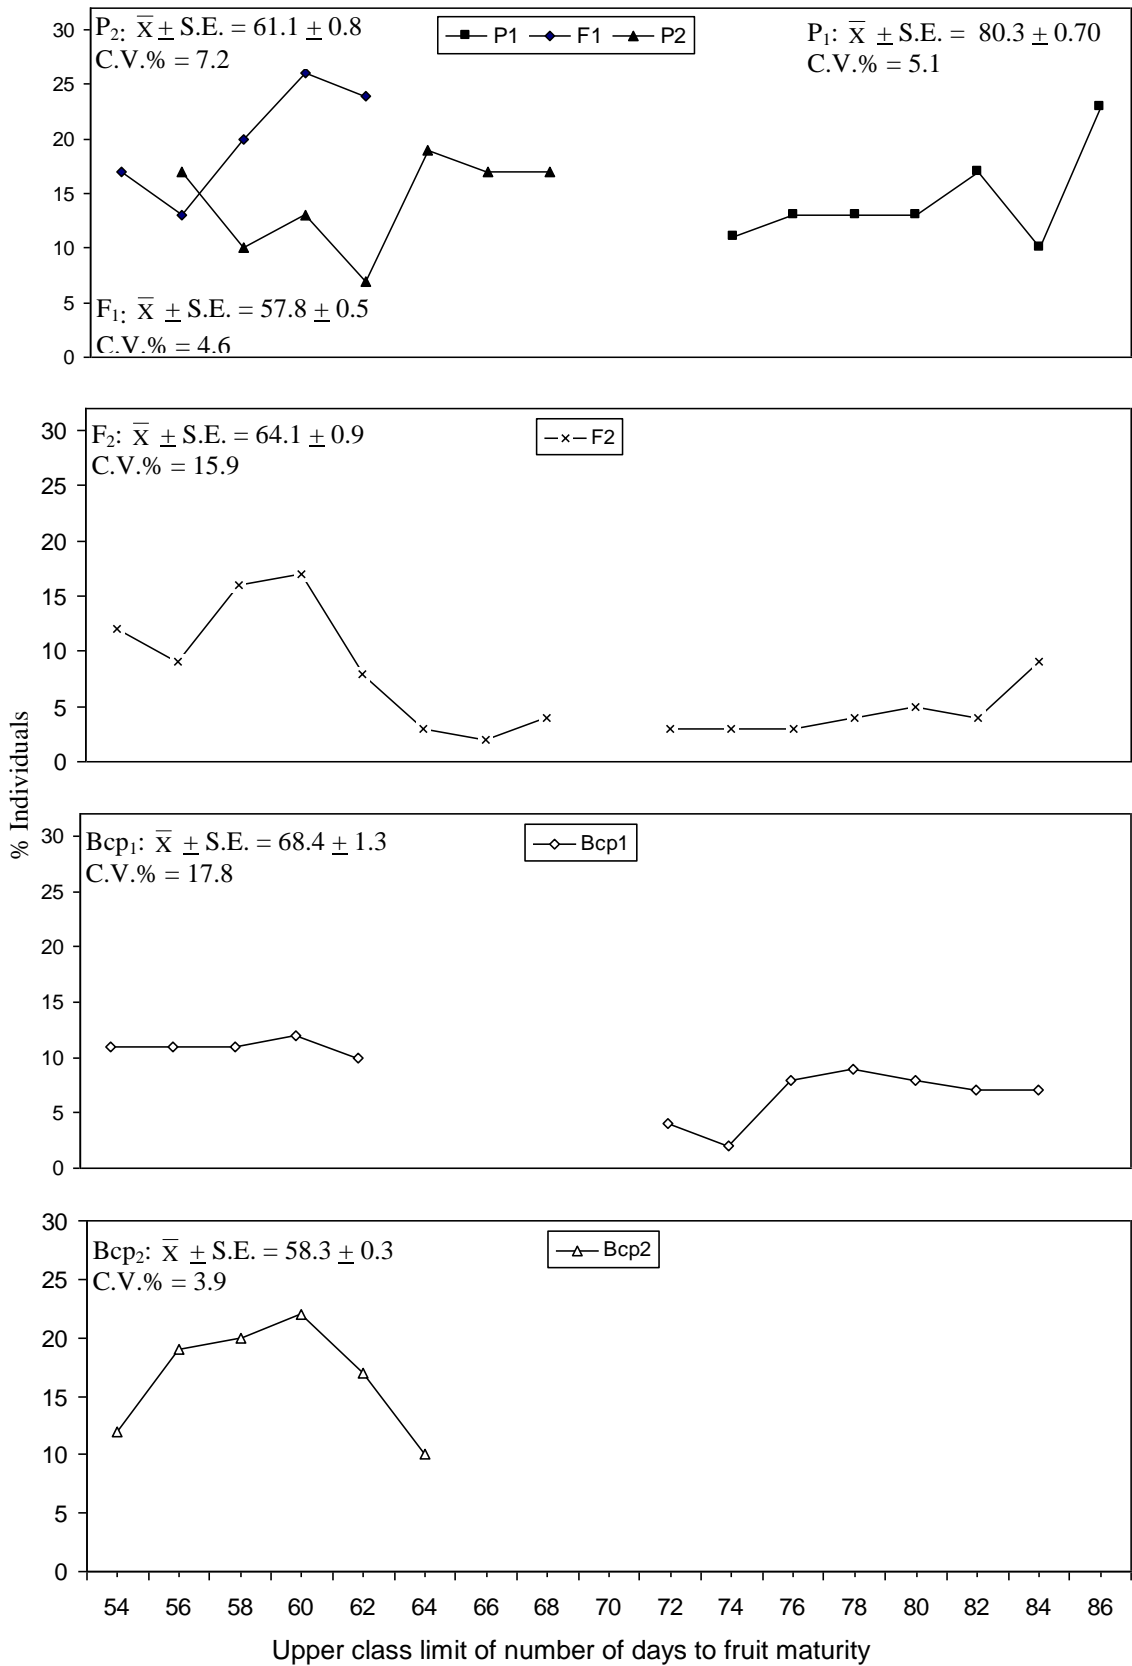 P2: X̅ ± S.E. = 61.1 ± 0.8
C.V.% = 7.2
P1 F1 P2
P1: X̅ ± S.E. = 80.3 ± 0.70
C.V.% = 5.1
30
25
20
15
10
5
0
F1: X̅ ± S.E. = 57.8 ± 0.5
C.V.% = 4.6
F2: X̅ ± S.E. = 64.1 ± 0.9
C.V.% = 15.9
F2
30
25
20
15
10
5
0
% Individuals
Bcp1: X̅ ± S.E. = 68.4 ± 1.3
C.V.% = 17.8
Bcp1
30
25
20
15
10
5
0
Bcp2: X̅ ± S.E. = 58.3 ± 0.3
C.V.% = 3.9
Bcp2
30
25
20
15
10
5
0
54 56 58 60 62 64 66 68 70 72 74 76 78 80 82 84 86
Upper class limit of number of days to fruit maturity